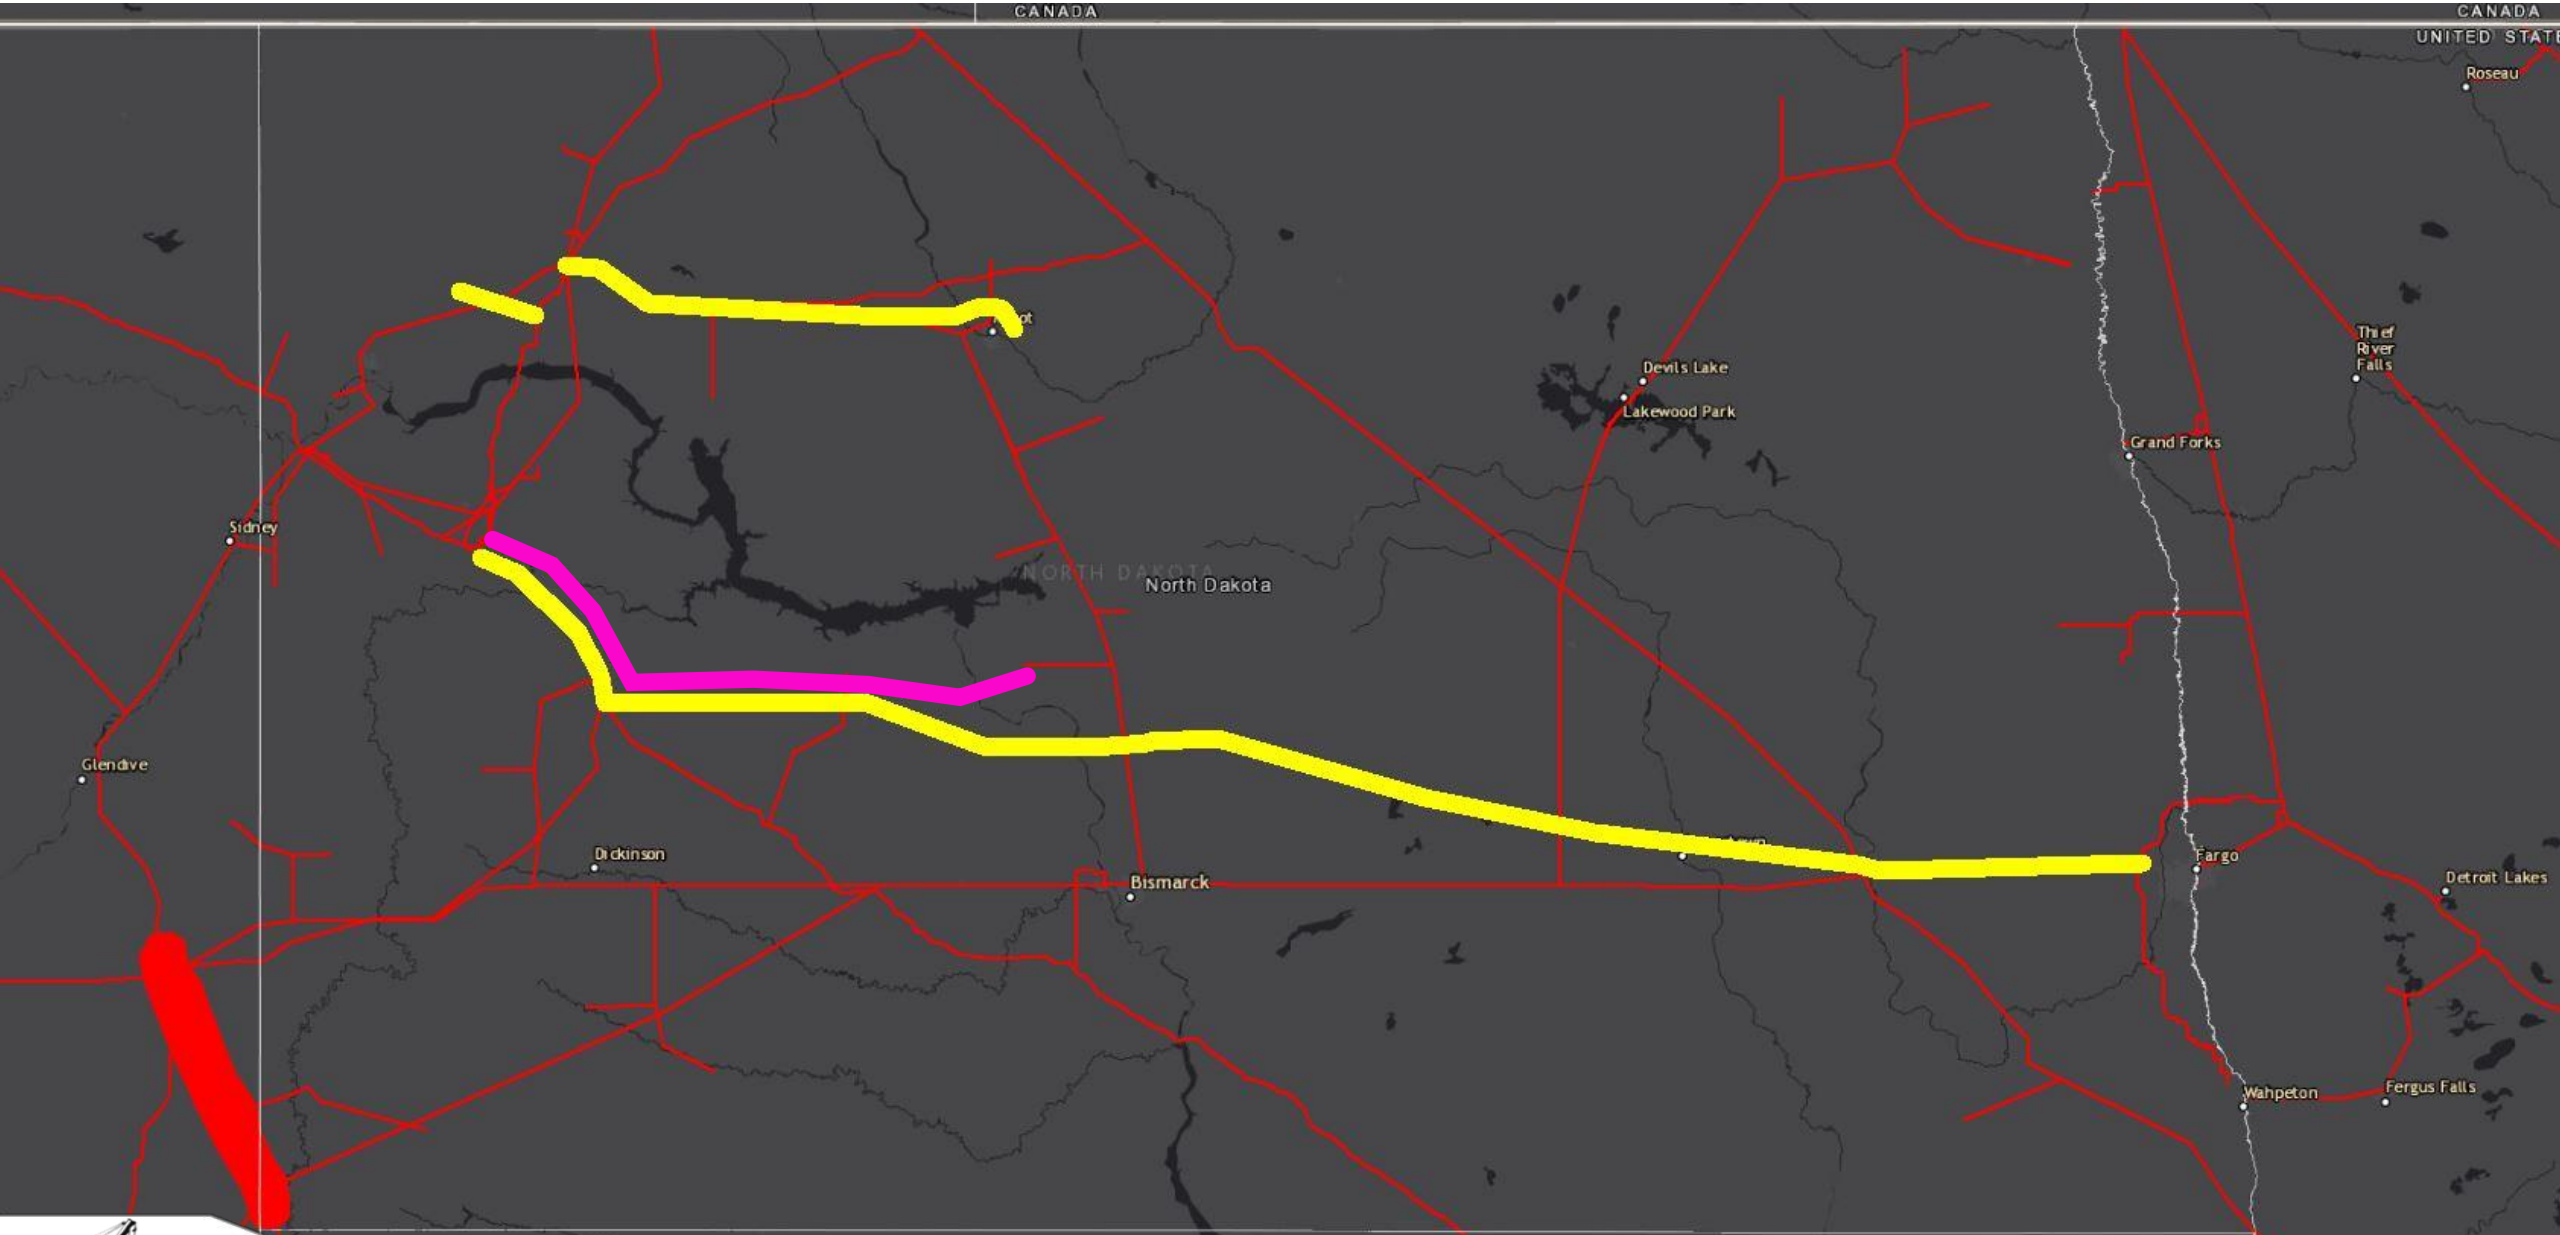 CANADA
CANADA
UNITED STATE
Roseau
ot
Thief
River
Falls
Devils Lake
Lakewood Park
Grand Forks
Sidney
NORTH DAKOTA
North Dakota
Glendive
Dickinson
Bismarck
Fargo
Detroit Lakes
Wahpeton
Fergus Falls